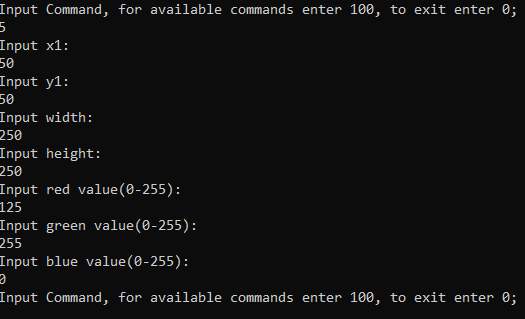 Input Command, for available commands enter 100, to exit enter 0;
5
Input x1:
50
Input y1:
50
Input width:
250
Input height:
250
Input red value(0-255):
125
Input green value(0-255):
255
Input blue value(0-255):
0
Input Command, for available commands enter 100, to exit enter 0;